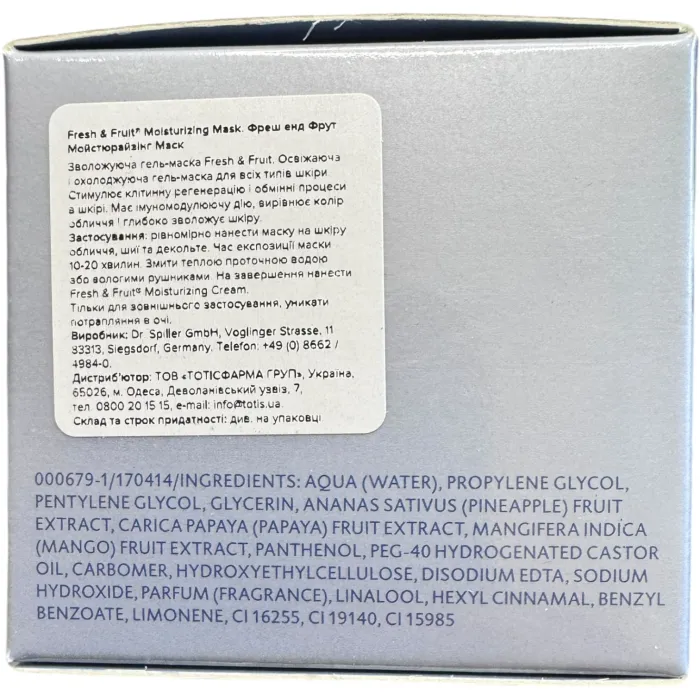 Fresh & Fruit® Moisturizing Mask. Фреш енд Фрут
Мойстюрайзінг Маск
Зволожуюча гель-маска Fresh & Fruit. Освіжаюча
і охолоджуюча гель-маска для всіх типів шкіри.
Стимулює клітинну регенерацію і обмінні процеси
в шкірі. Має імуномодулюючу дію, вирівнює колір
обличчя і глибоко зволожує шкіру.
Застосування: рівномірно нанести маску на шкіру
обличчя, шиї та декольте. Час експозиції маски
10-20 хвилин. Змити теплою проточною водою
або вологими рушниками. На завершення нанести
Fresh & Fruit® Moisturizing Cream.
Тільки для зовнішнього застосування, уникати
потрапляння в очі.
Виробник: Dr. Spiller GmbH, Voglinger Strasse, 11
83313, Siegsdorf, Germany. Telefon: +49 (0) 8662 /
4984-0.
Дистриб'ютор: ТОВ «ТОТІСФАРМА ГРУП», Україна,
65026, м. Одеса, Деволанівський узвіз, 7,
тел. 0800 20 15 15, e-mail: info@totis.ua.
Склад та строк придатності: див. на упаковці.
000679-1/170414/INGREDIENTS: AQUA (WATER), PROPYLENE GLYCOL,
PENTYLENE GLYCOL, GLYCERIN, ANANAS SATIVUS (PINEAPPLE) FRUIT
EXTRACT, CARICA PAPAYA (PAPAYA) FRUIT EXTRACT, MANGIFERA INDICA
(MANGO) FRUIT EXTRACT, PANTHENOL, PEG-40 HYDROGENATED CASTOR
OIL, CARBOMER, HYDROXYETHYLCELLULOSE, DISODIUM EDTA, SODIUM
HYDROXIDE, PARFUM (FRAGRANCE), LINALOOL, HEXYL CINNAMAL, BENZYL
BENZOATE, LIMONENE, CI 16255, CI 19140, CI 15985